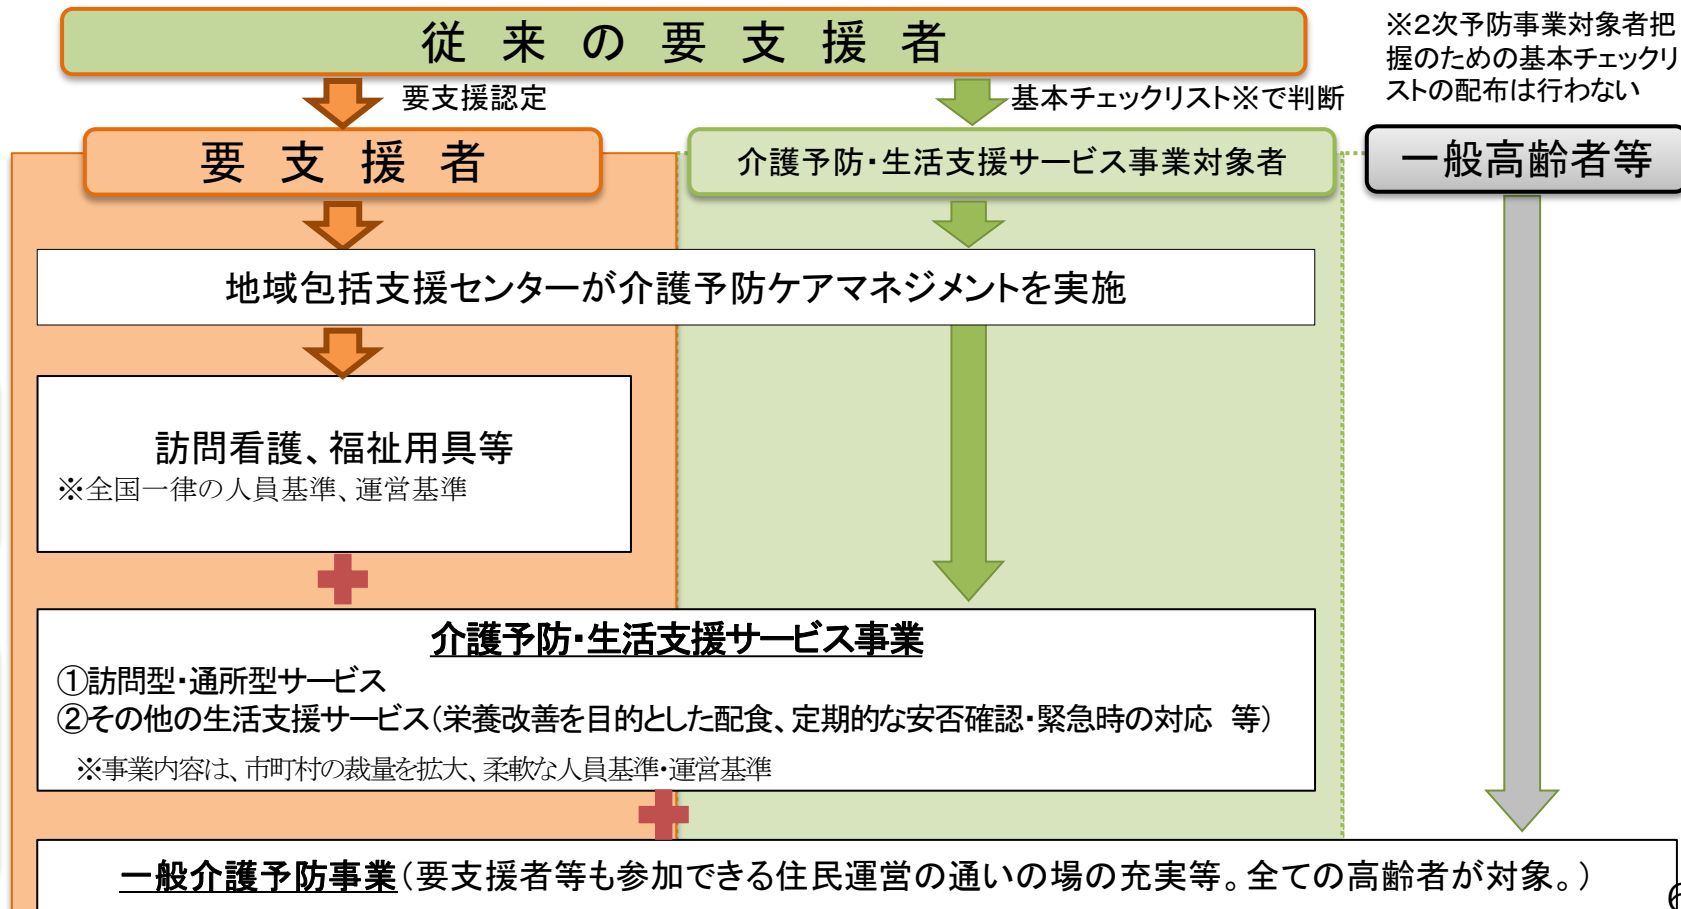 従来の要支援者
※2次予防事業対象者把
握のための基本チェックリ
ストの配布は行わない
要支援認定
基本チェックリスト※で判断
要支援者
介護予防・生活支援サービス事業対象者
一般高齢者等
地域包括支援センターが介護予防ケアマネジメントを実施
訪問看護、福祉用具等
※全国一律の人員基準、運営基準
介護予防・生活支援サービス事業
①訪問型・通所型サービス
②その他の生活支援サービス（栄養改善を目的とした配食、定期的な安否確認・緊急時の対応　等）
※事業内容は、市町村の裁量を拡大、柔軟な人員基準・運営基準
一般介護予防事業（要支援者等も参加できる住民運営の通いの場の充実等。全ての高齢者が対象。）